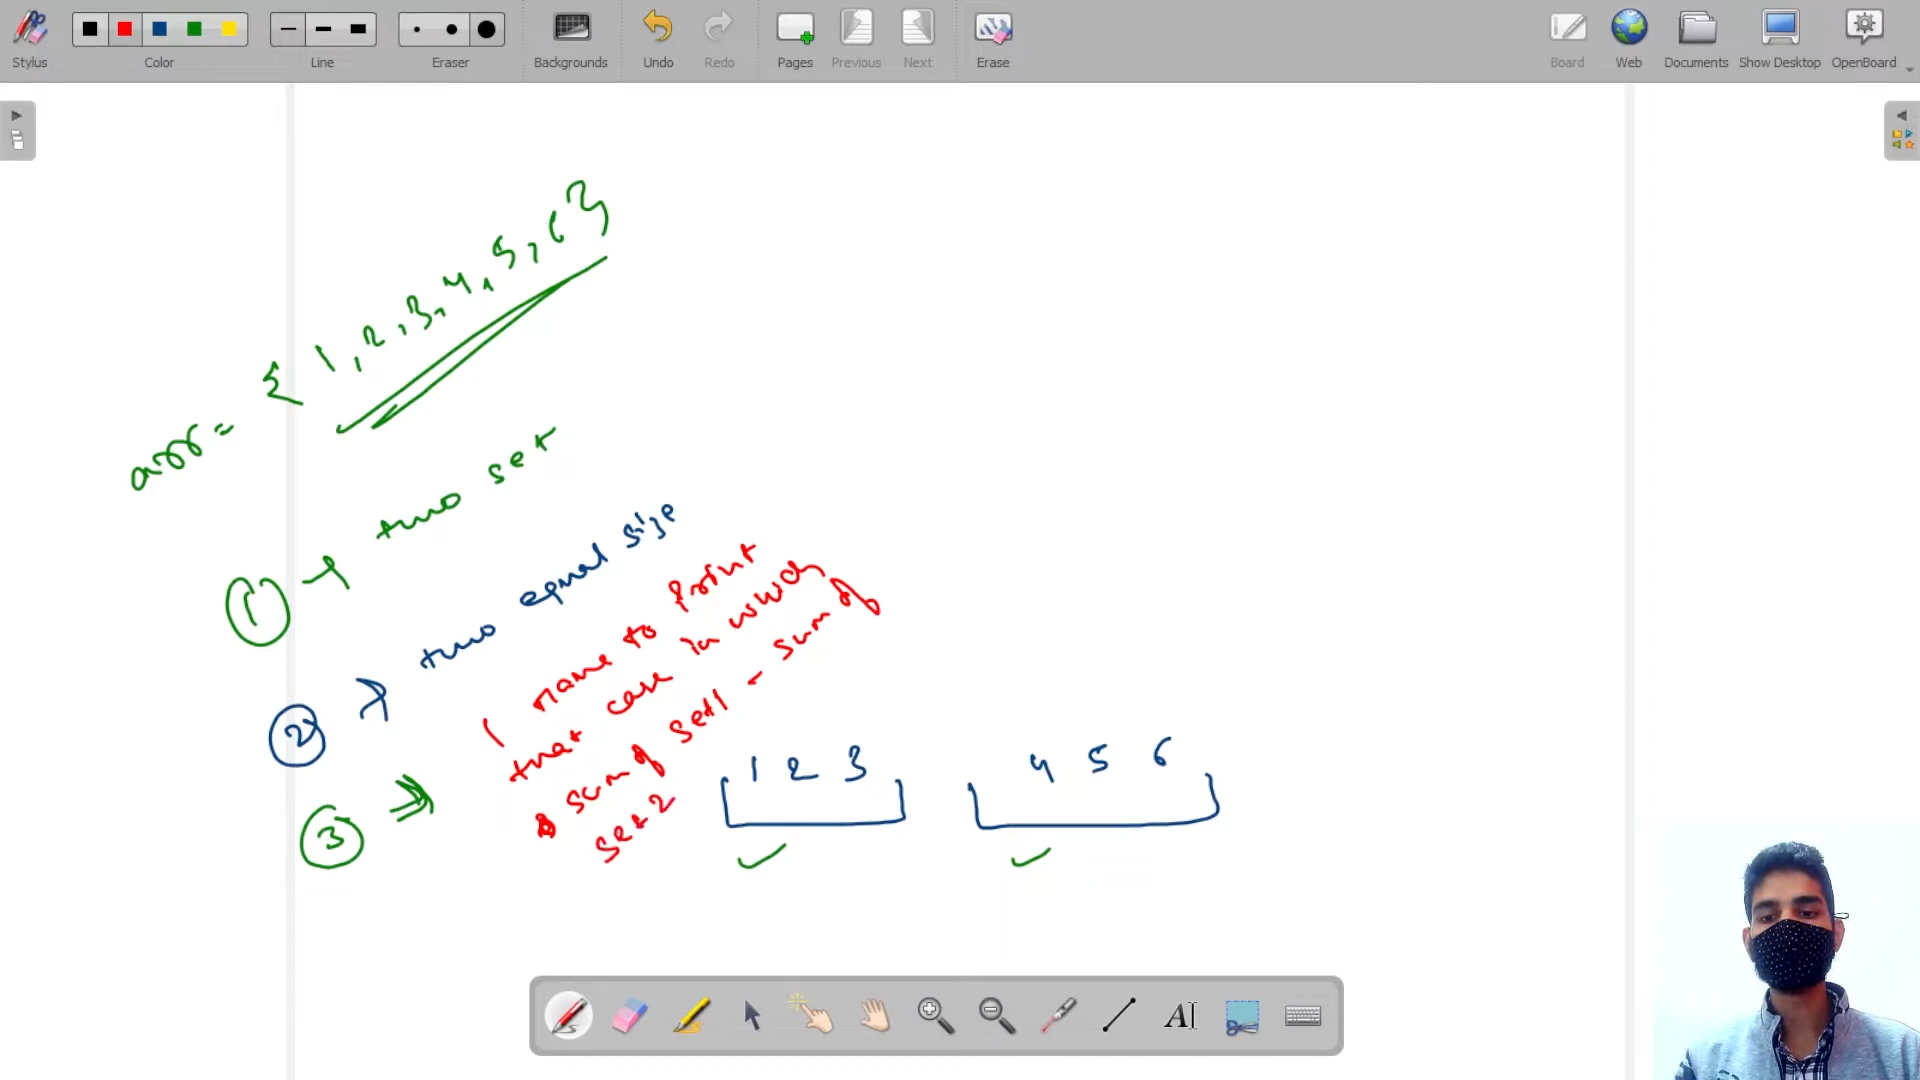 Stylus
Color
Line
Eraser
Backgrounds
Undo
Redo
Pages
Previous
Next
Erase
Board
Web
Documents
Show Desktop
OpenBoard
arr = { 1, 2, 3, 4, 5, 6 }
1 → two set
2 → two equal size
3 ⇒
print
that case in which
sum of set1 - sum of
set 2
1 2 3
4 5 6